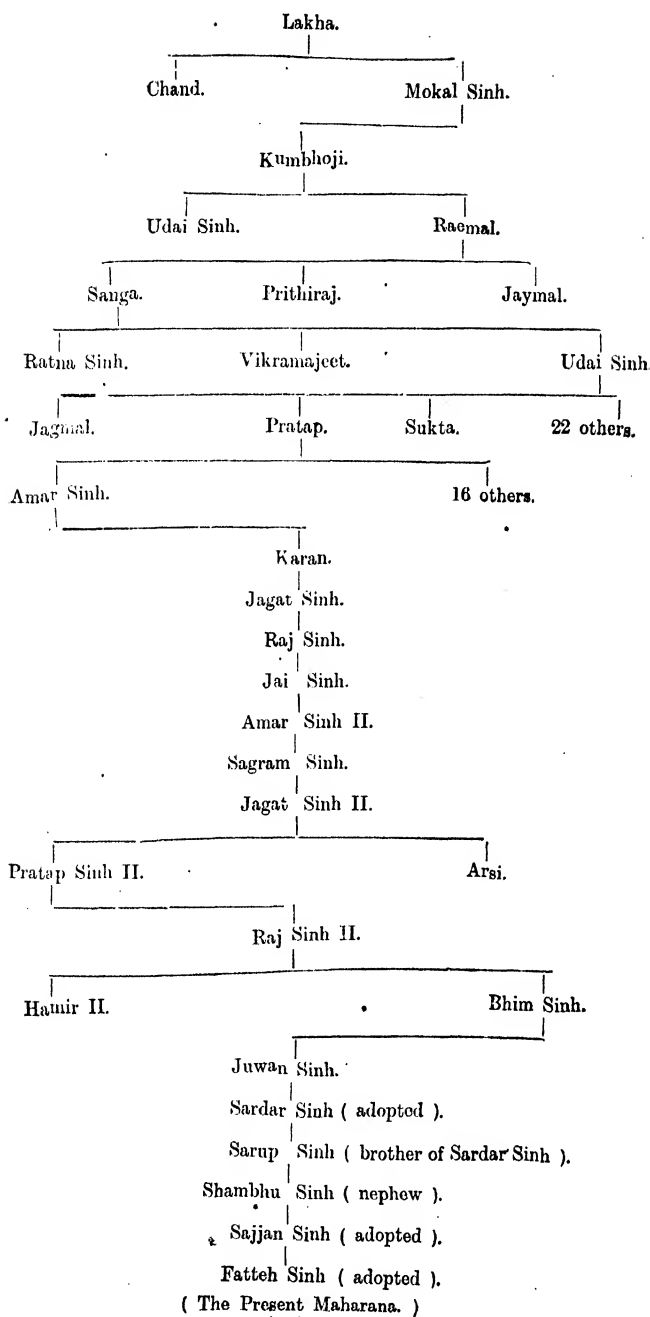 Lakha.
Chand. Mokal Sinh.
Kumbhoji.
Udai Sinh. Raemal.
Sanga. Prithiraj. Jaymal.
Ratna Sinh. Vikramajeet. Udai Sinh.
Jagmal. Pratap. Sukta. 22 others.
Amar Sinh. 16 others.
Karan.
Jagat Sinh.
Raj Sinh.
Jai Sinh.
Amar Sinh II.
Sagram Sinh.
Jagat Sinh II.
Pratap Sinh II. Arsi.
Raj Sinh II.
Hamir II. Bhim Sinh.
Juwan Sinh.
Sardar Sinh ( adopted ).
Sarup Sinh ( brother of Sardar Sinh ).
Shambhu Sinh ( nephew ).
Sajjan Sinh ( adopted ).
Fatteh Sinh ( adopted ).
( The Present Maharana. )